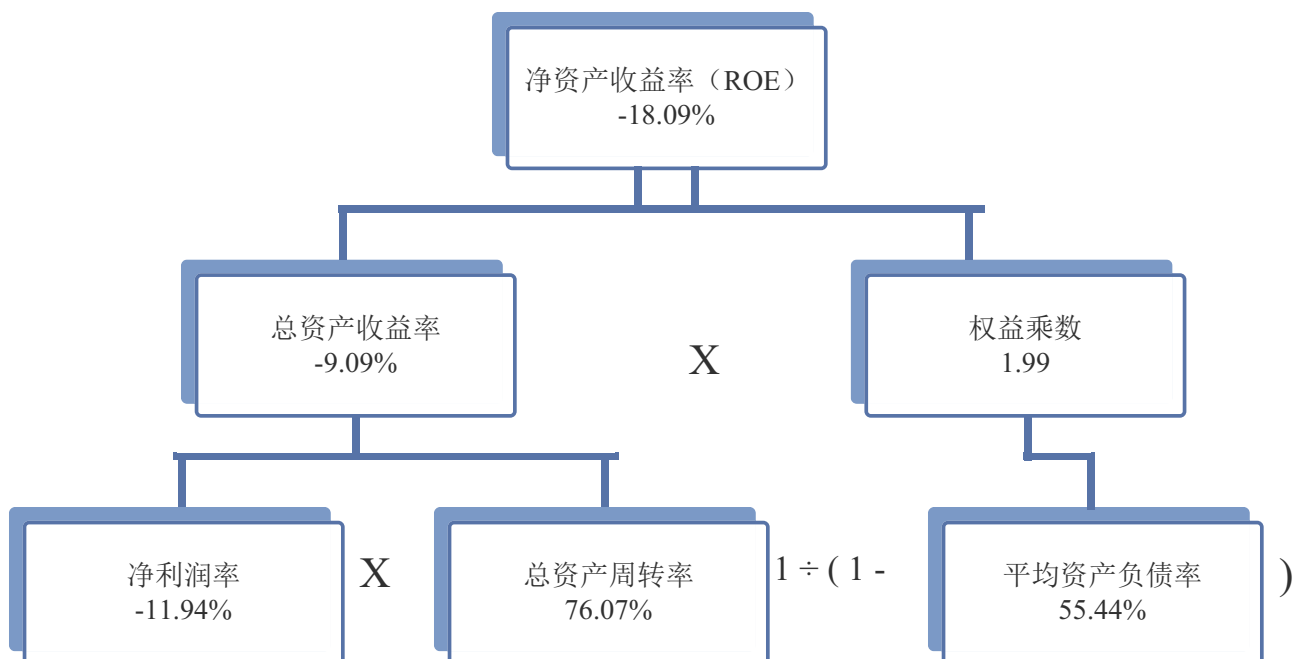 净资产收益率（ROE）
-18.09%
总资产收益率
-9.09%
X
权益乘数
1.99
净利润率
-11.94%
X
总资产周转率
76.07%
1 ÷ ( 1 -
平均资产负债率
55.44%
)